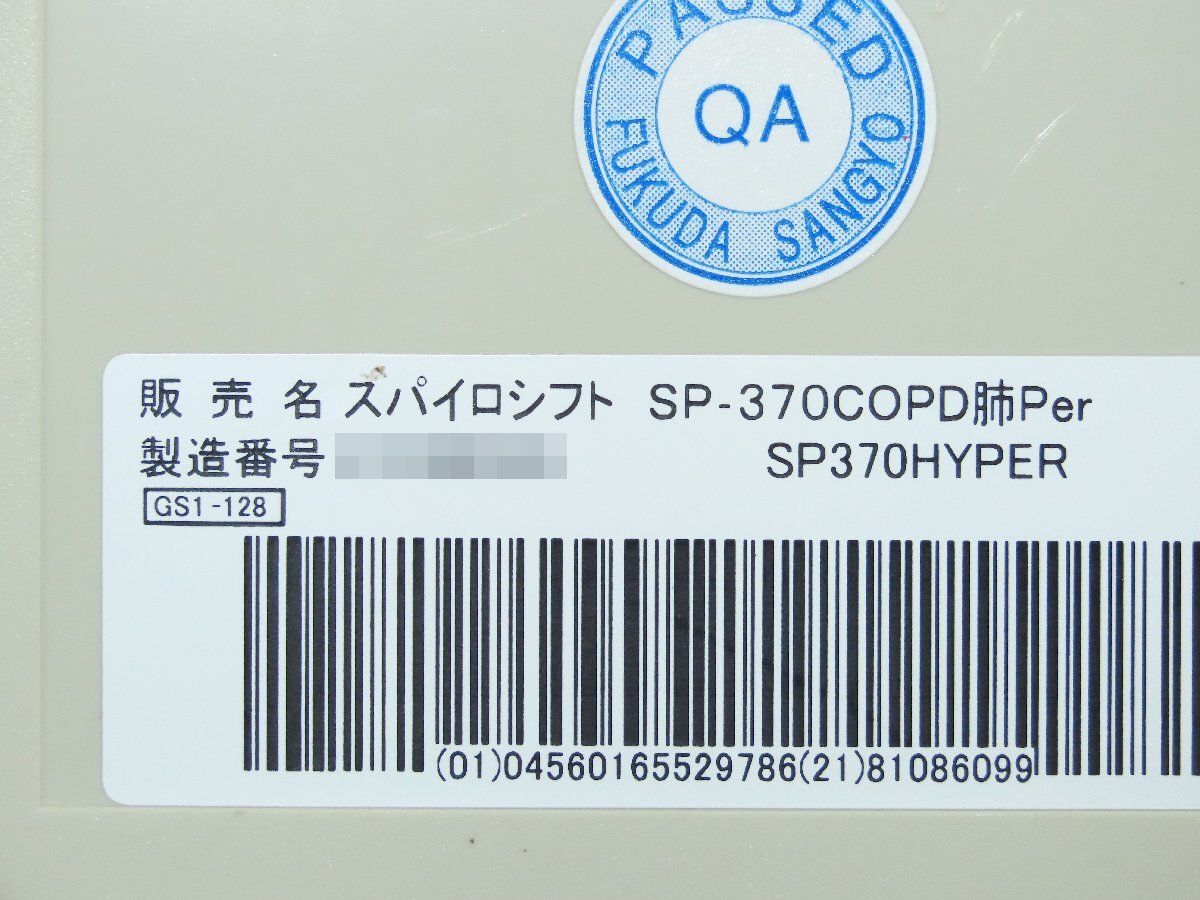 PASSED
QA
FUKUDA SANGYO
販売名 スパイロシフト SP-370COPD肺Per
製造番号 SP370HYPER
GS1-128
(01)04560165529786(21)81086099